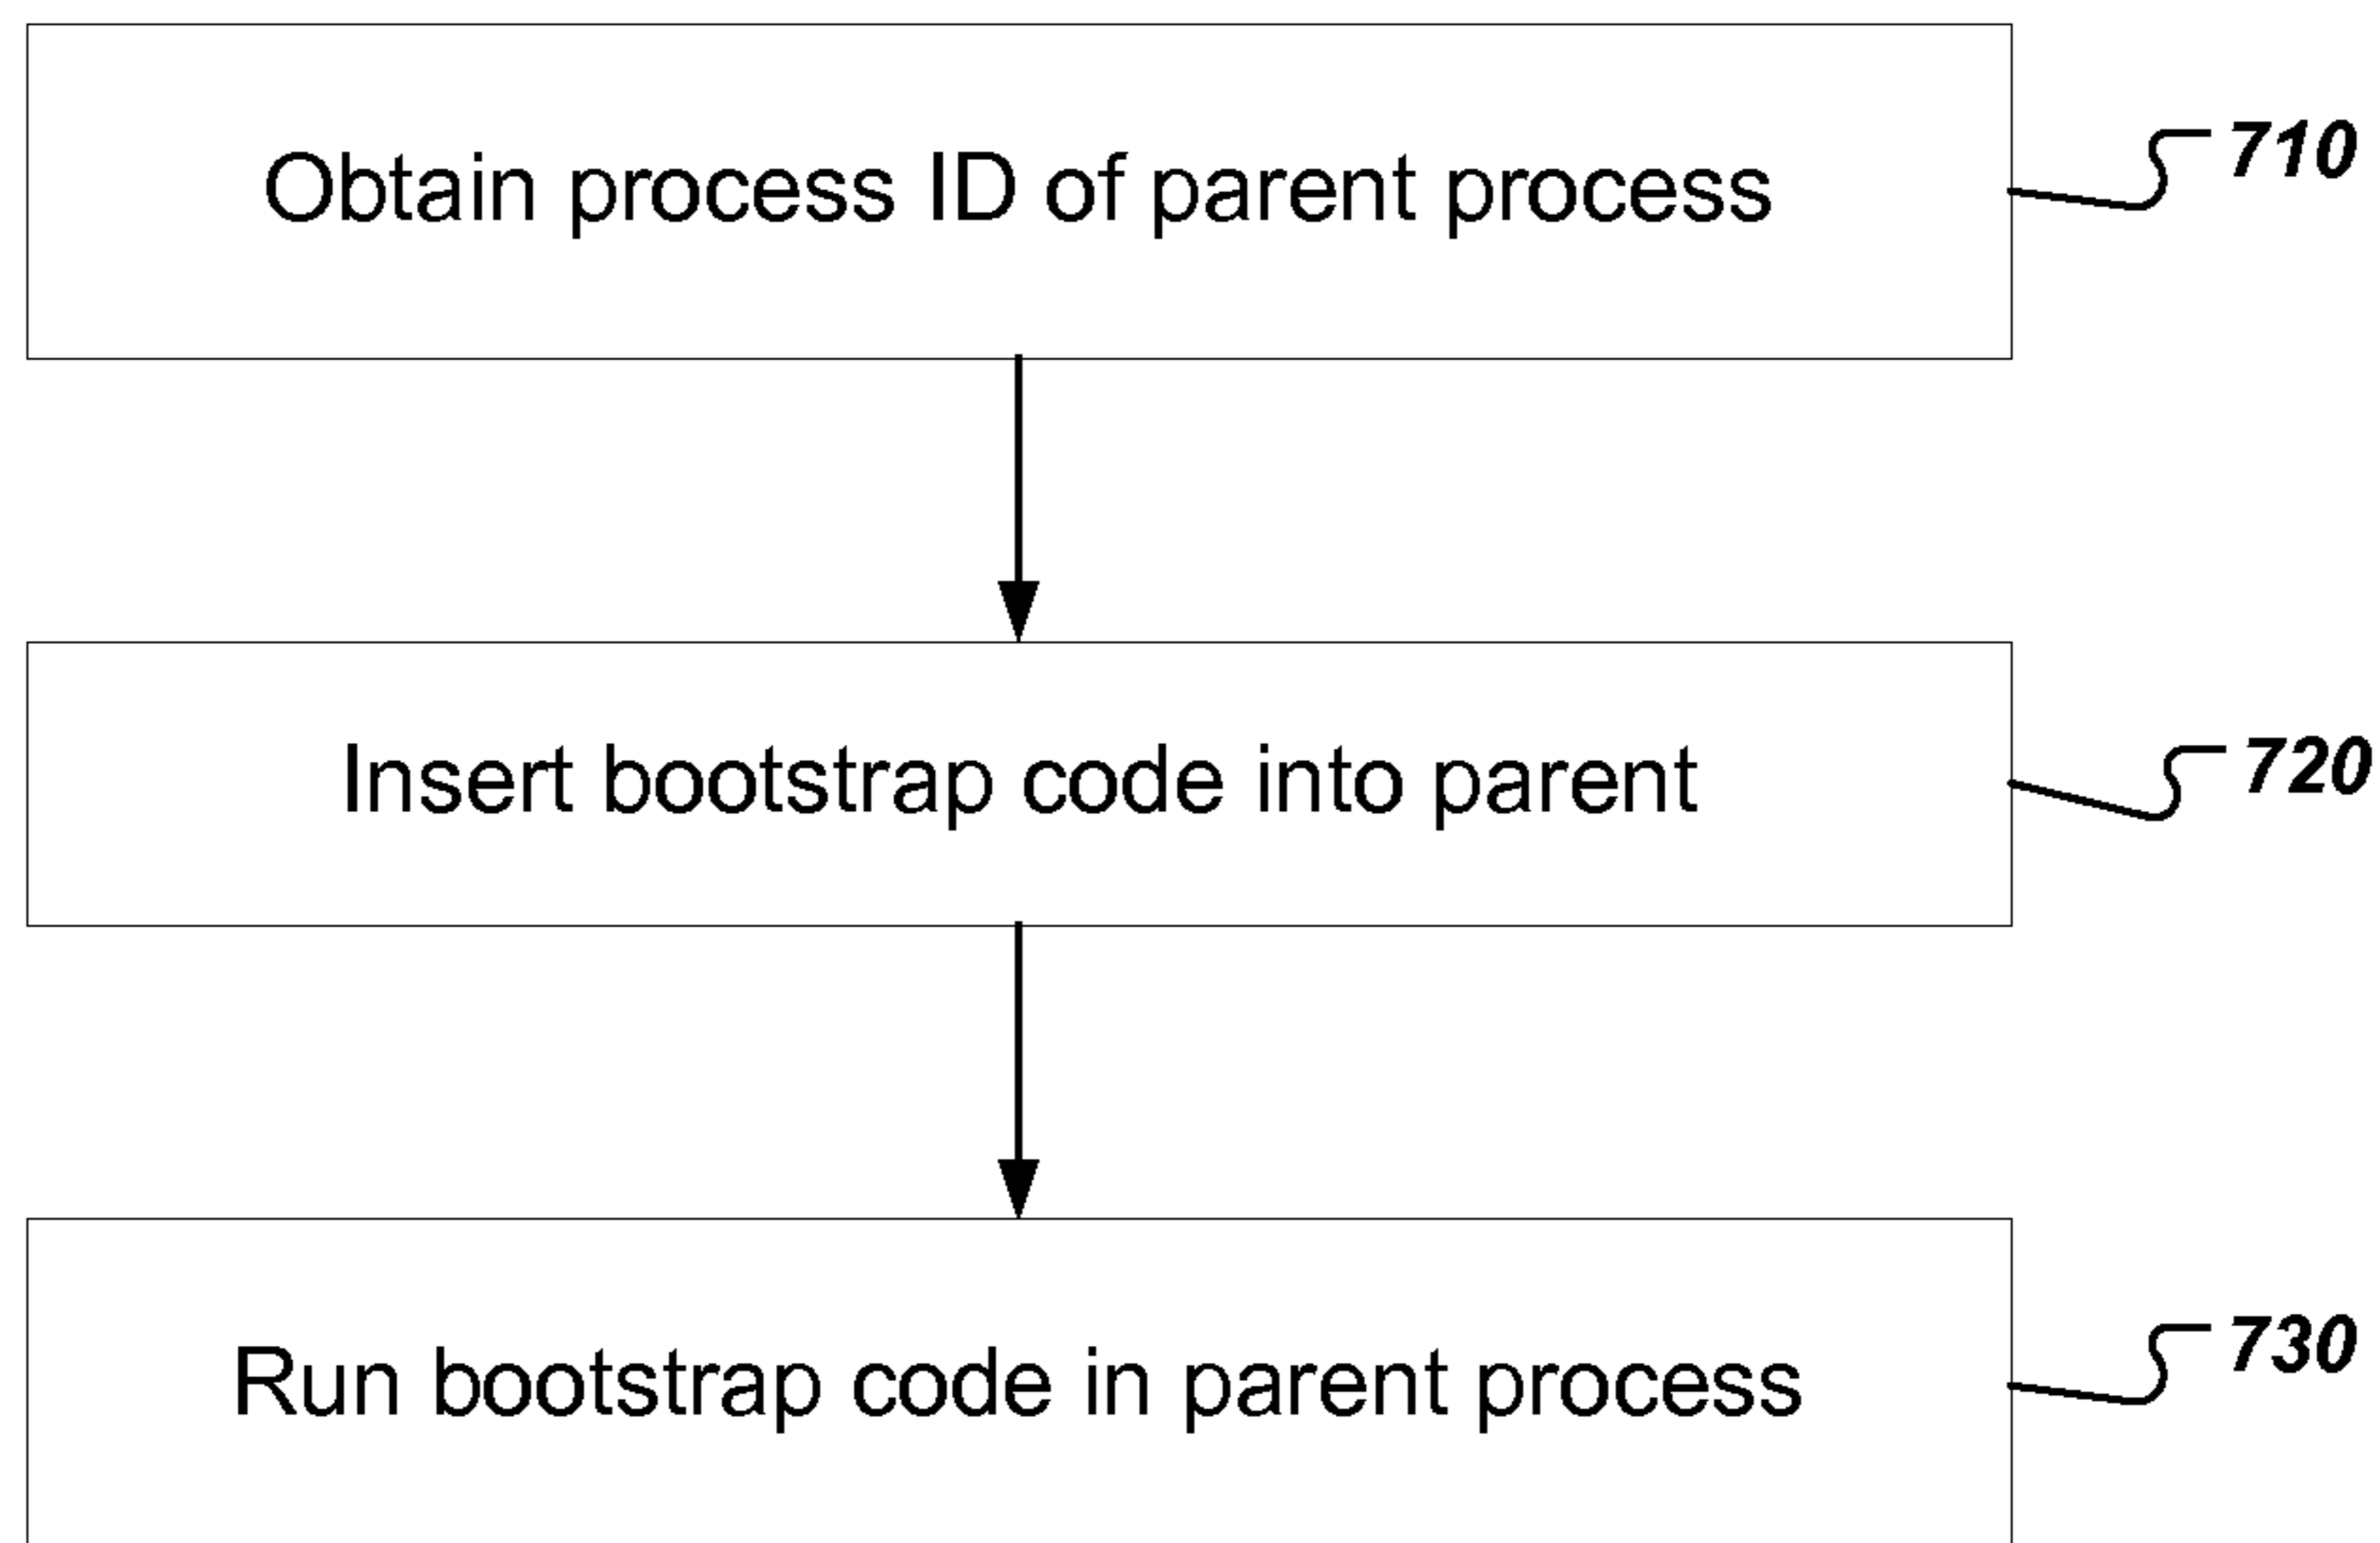 Obtain process ID of parent process
710
Insert bootstrap code into parent
720
Run bootstrap code in parent process
730